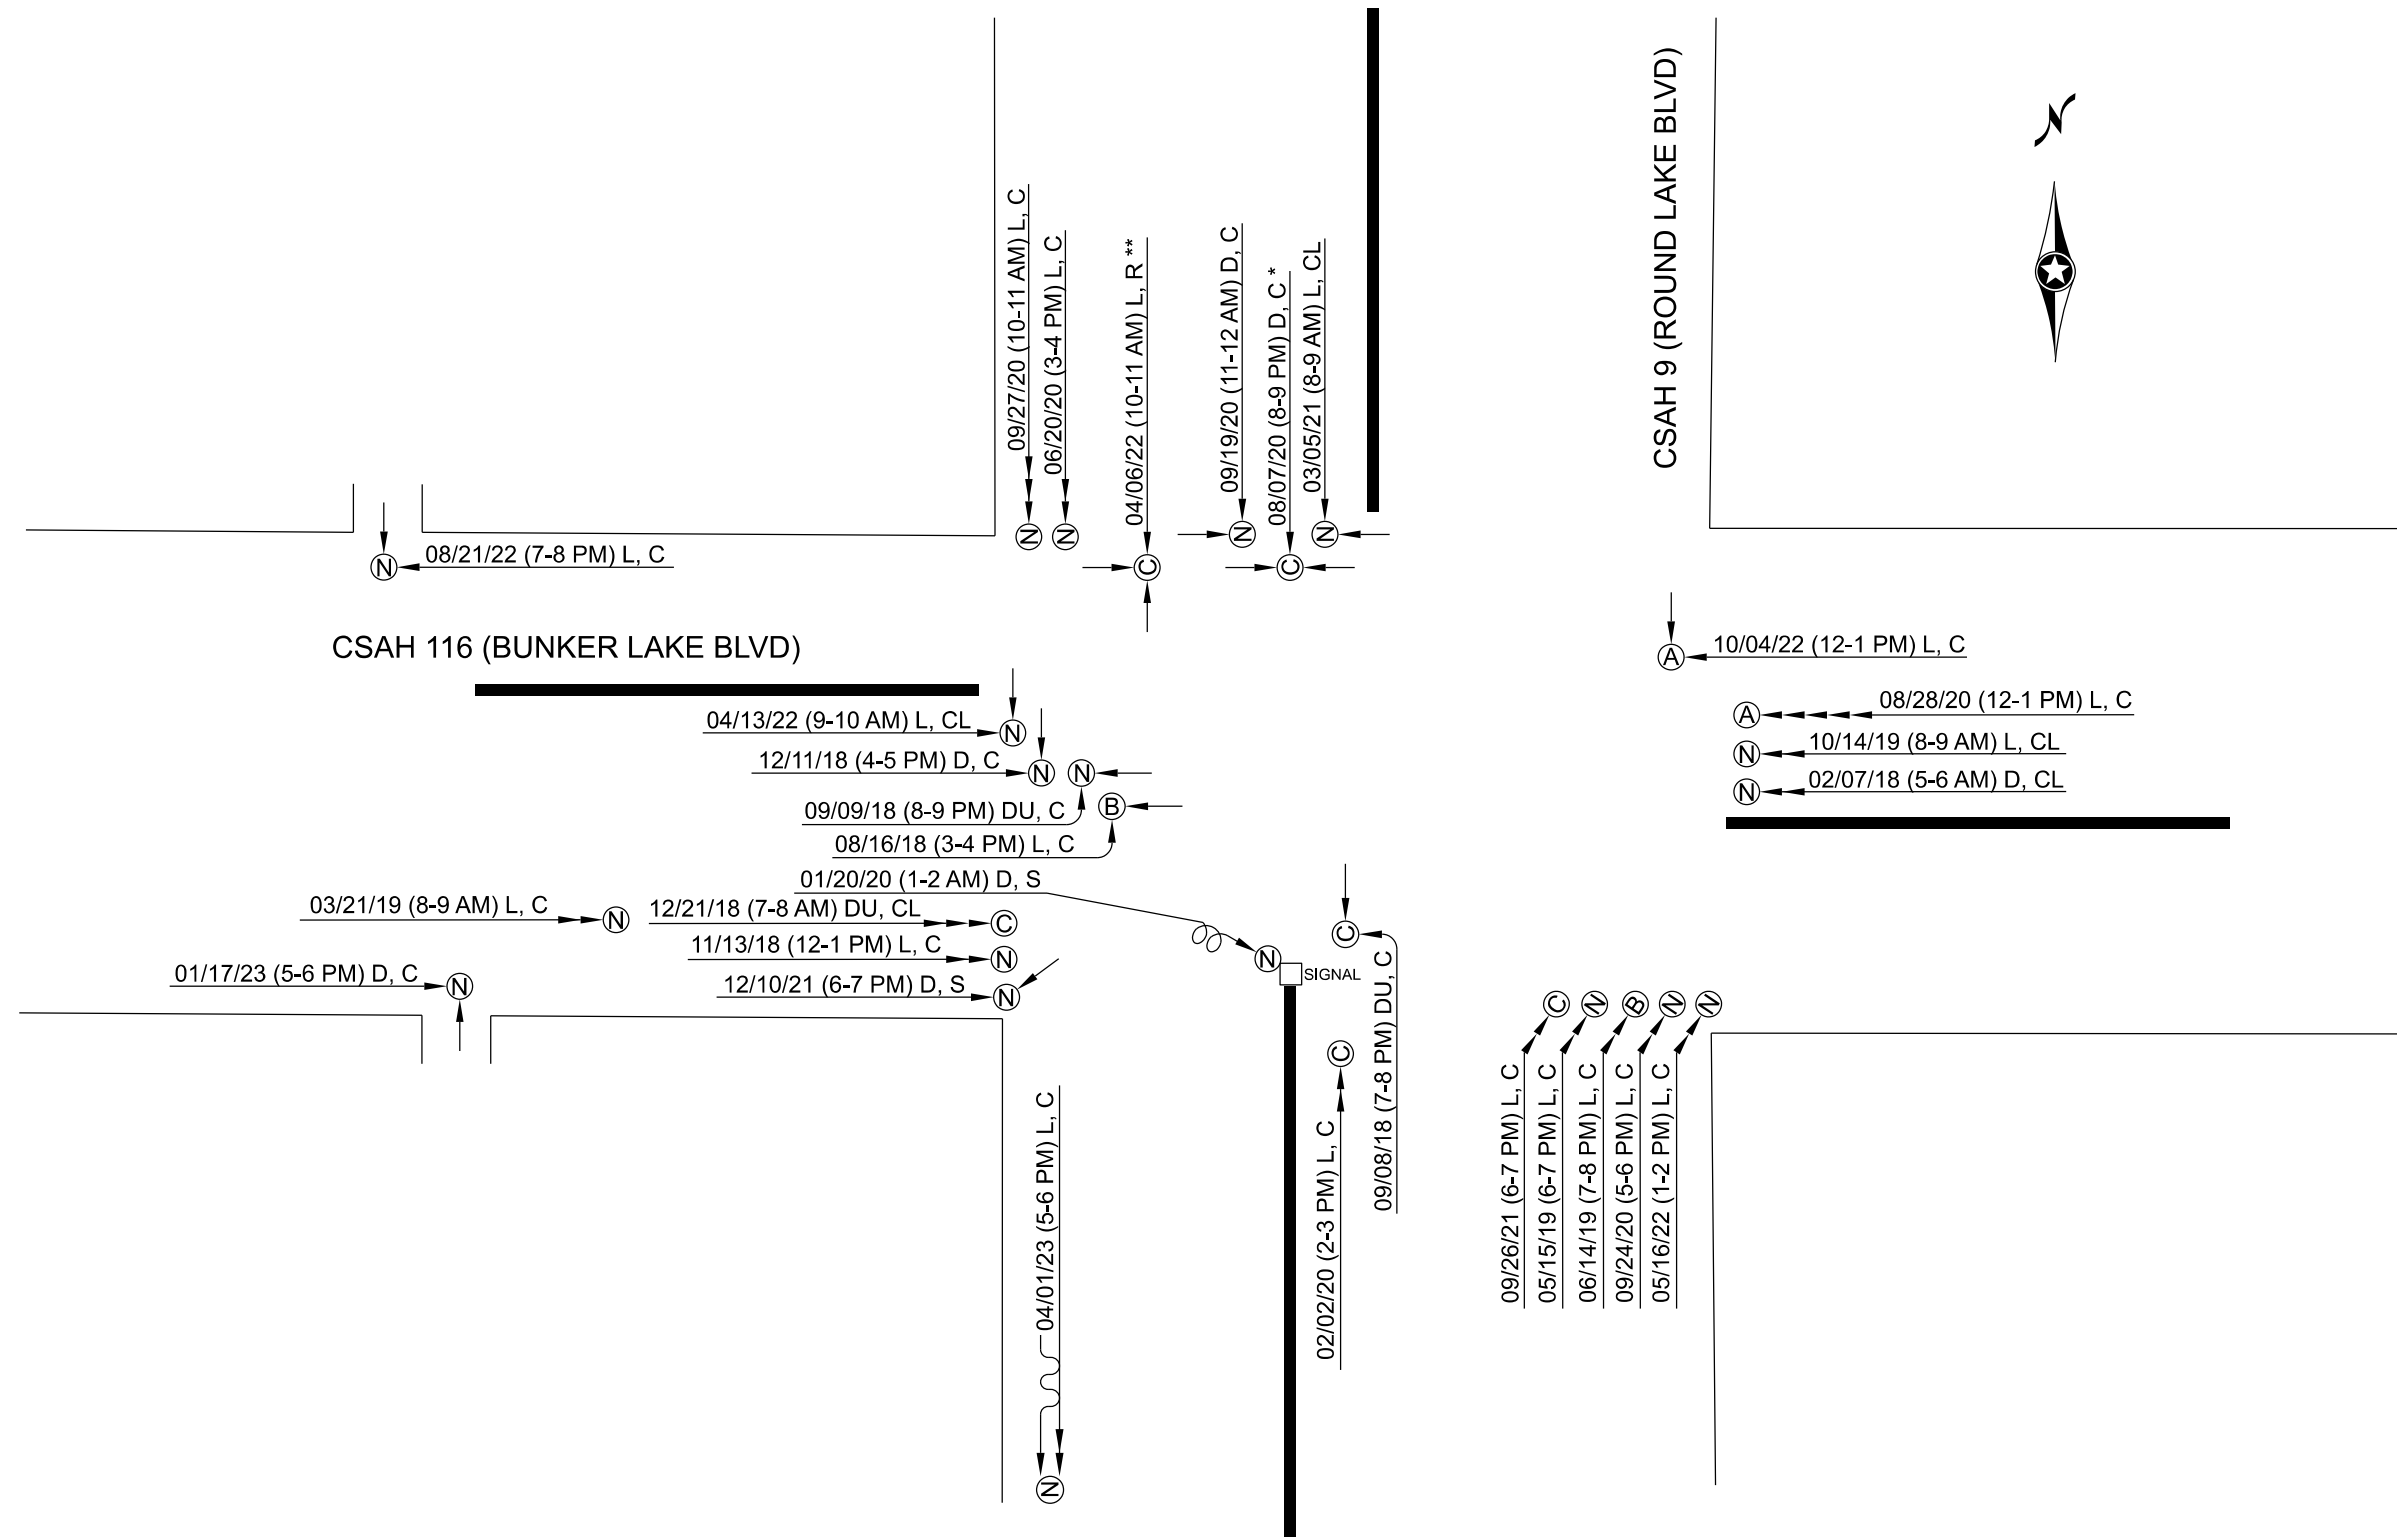 CSAH 9 (ROUND LAKE BLVD)
N
09/27/20 (10-11 AM) L, C
N
06/20/20 (3-4 PM) L, C
N
04/06/22 (10-11 AM) L, R **
C
09/19/20 (11-12 AM) D, C
N
08/07/20 (8-9 PM) D, C *
C
03/05/21 (8-9 AM) L, CL
N
N 08/21/22 (7-8 PM) L, C
CSAH 116 (BUNKER LAKE BLVD)
A 10/04/22 (12-1 PM) L, C
A 08/28/20 (12-1 PM) L, C
N 10/14/19 (8-9 AM) L, CL
N 02/07/18 (5-6 AM) D, CL
04/13/22 (9-10 AM) L, CL N
12/11/18 (4-5 PM) D, C N
09/09/18 (8-9 PM) DU, C N
08/16/18 (3-4 PM) L, C B
01/20/20 (1-2 AM) D, S N
SIGNAL
03/21/19 (8-9 AM) L, C N
12/21/18 (7-8 AM) DU, CL C
11/13/18 (12-1 PM) L, C N
12/10/21 (6-7 PM) D, S N
01/17/23 (5-6 PM) D, C N
C
09/08/18 (7-8 PM) DU, C
C
02/02/20 (2-3 PM) L, C
04/01/23 (5-6 PM) L, C
N
C
09/26/21 (6-7 PM) L, C
N
05/15/19 (6-7 PM) L, C
B
06/14/19 (7-8 PM) L, C
N
09/24/20 (5-6 PM) L, C
N
05/16/22 (1-2 PM) L, C